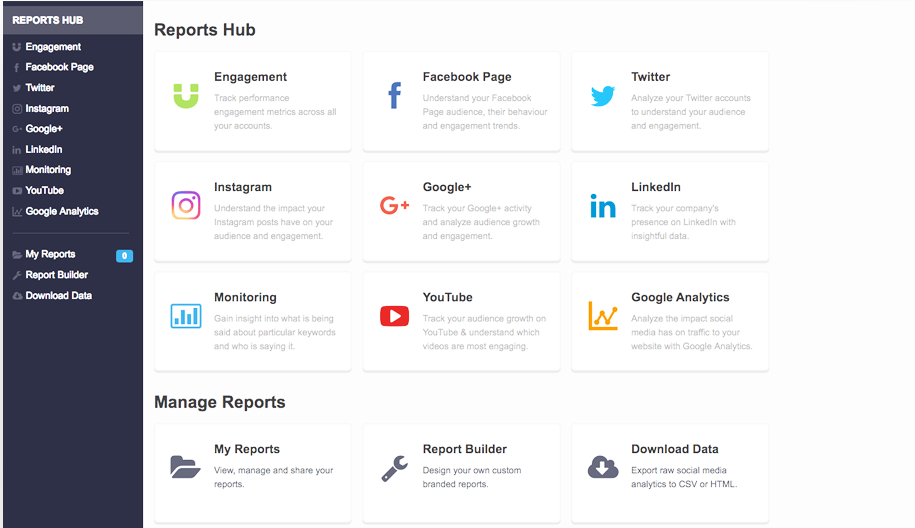 REPORTS HUB
Engagement
Facebook Page
Twitter
Instagram
Google+
LinkedIn
Monitoring
YouTube
Google Analytics
My Reports 0
Report Builder
Download Data
Reports Hub
Engagement
Track performance
engagement metrics across all
your accounts.
Facebook Page
Understand your Facebook
Page audience, their behaviour
and engagement trends.
Twitter
Analyze your Twitter accounts
to understand your audience
and engagement.
Instagram
Understand the impact your
Instagram posts have on your
audience and engagement.
G+
Google+
Track your Google+ activity
and analyze audience growth
and engagement.
in
LinkedIn
Track your company's
presence on LinkedIn with
insightful data.
Monitoring
Gain insight into what is being
said about particular keywords
and who is saying it.
YouTube
Track your audience growth on
YouTube & understand which
videos are most engaging.
Google Analytics
Analyze the impact social
media has on traffic to your
website with Google Analytics.
Manage Reports
My Reports
View, manage and share your
reports.
Report Builder
Design your own custom
branded reports.
Download Data
Export raw social media
analytics to CSV or HTML.